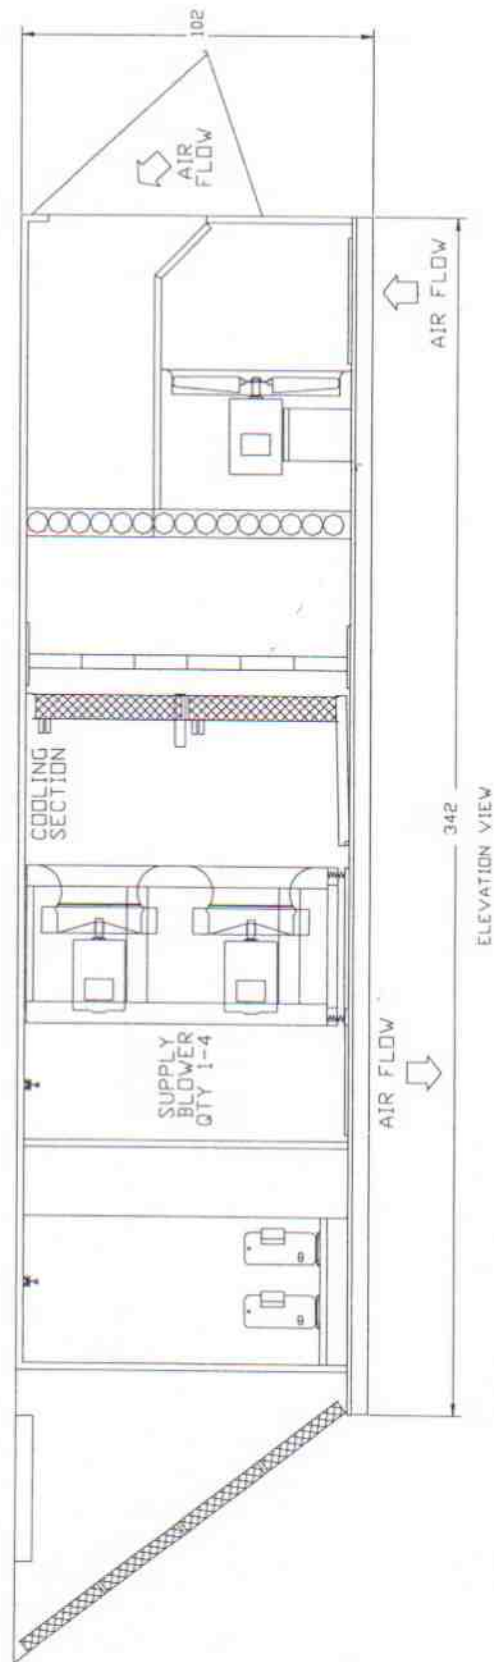 102
AIR
FLOW
AIR FLOW
COOLING
SECTION
342
ELEVATION VIEW
SUPPLY
BLOWER
QTY 1-4
AIR FLOW